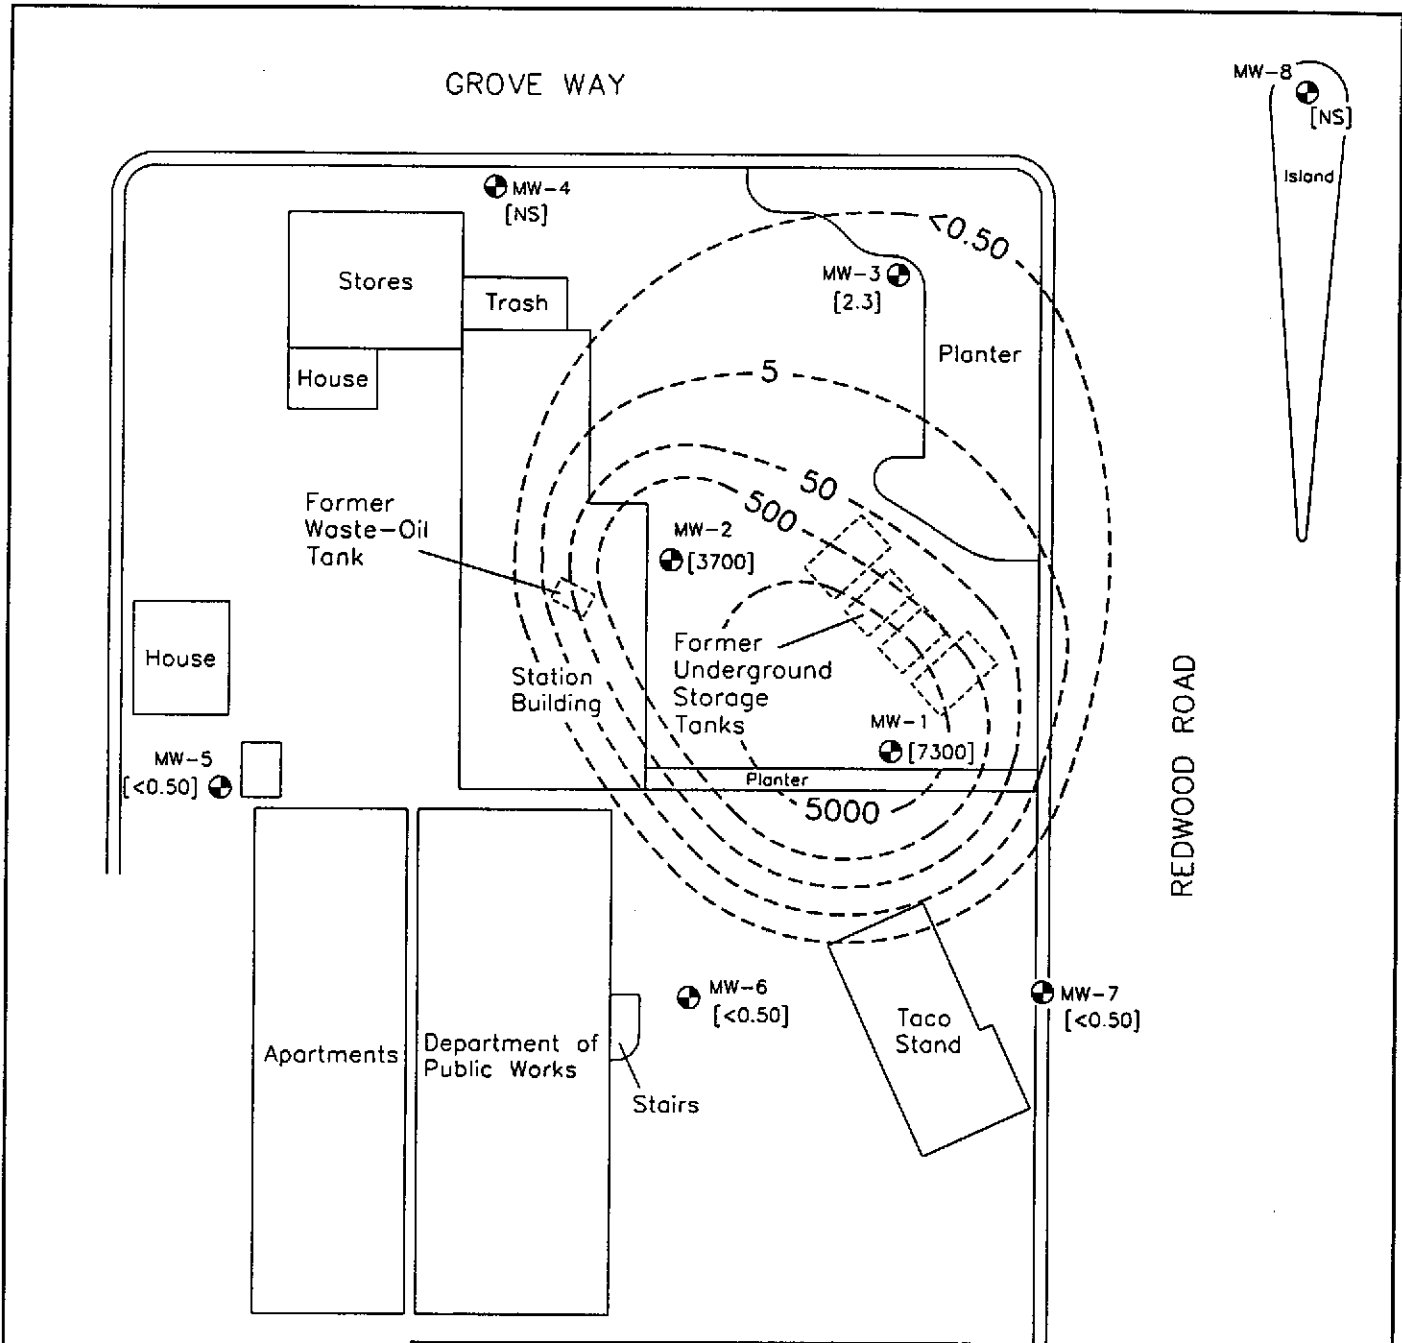 GROVE WAY
MW-8
[NS]
Island
MW-4
[NS]
<0.50
Stores
Trash
MW-3
[2.3]
Planter
House
5
50
500
Former
Waste-Oil
Tank
MW-2
[3700]
Former
Underground
Storage
Tanks
House
Station
Building
MW-1
[7300]
REDWOOD ROAD
MW-5
[<0.50]
Planter
5000
MW-6
[<0.50]
MW-7
[<0.50]
Taco
Stand
Apartments
Department of
Public Works
Stairs